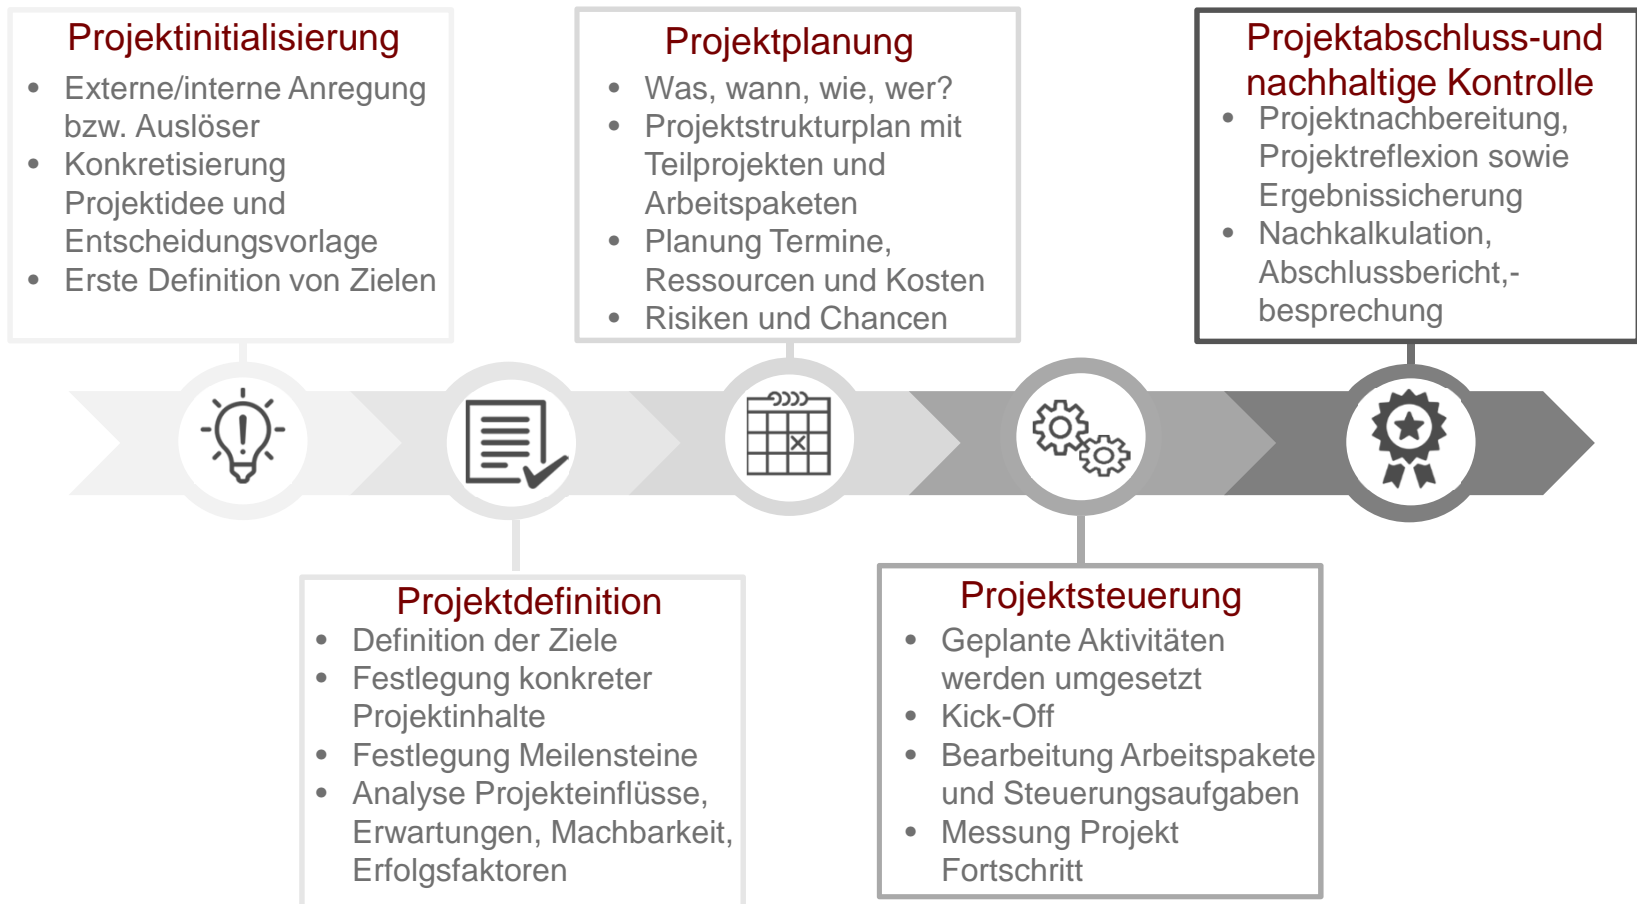 Projektinitialisierung
• Externe/interne Anregung
bzw. Auslöser
• Konkretisierung
Projektidee und
Entscheidungsvorlage
• Erste Definition von Zielen
Projektplanung
• Was, wann, wie, wer?
• Projektstrukturplan mit
Teilprojekten und
Arbeitspaketen
• Planung Termine,
Ressourcen und Kosten
• Risiken und Chancen
Projektabschluss-und
nachhaltige Kontrolle
• Projektnachbereitung,
Projektreflexion sowie
Ergebnissicherung
• Nachkalkulation,
Abschlussbericht,-
besprechung
Projektdefinition
• Definition der Ziele
• Festlegung konkreter
Projektinhalte
• Festlegung Meilensteine
• Analyse Projekteinflüsse,
Erwartungen, Machbarkeit,
Erfolgsfaktoren
Projektsteuerung
• Geplante Aktivitäten
werden umgesetzt
• Kick-Off
• Bearbeitung Arbeitspakete
und Steuerungsaufgaben
• Messung Projekt
Fortschritt